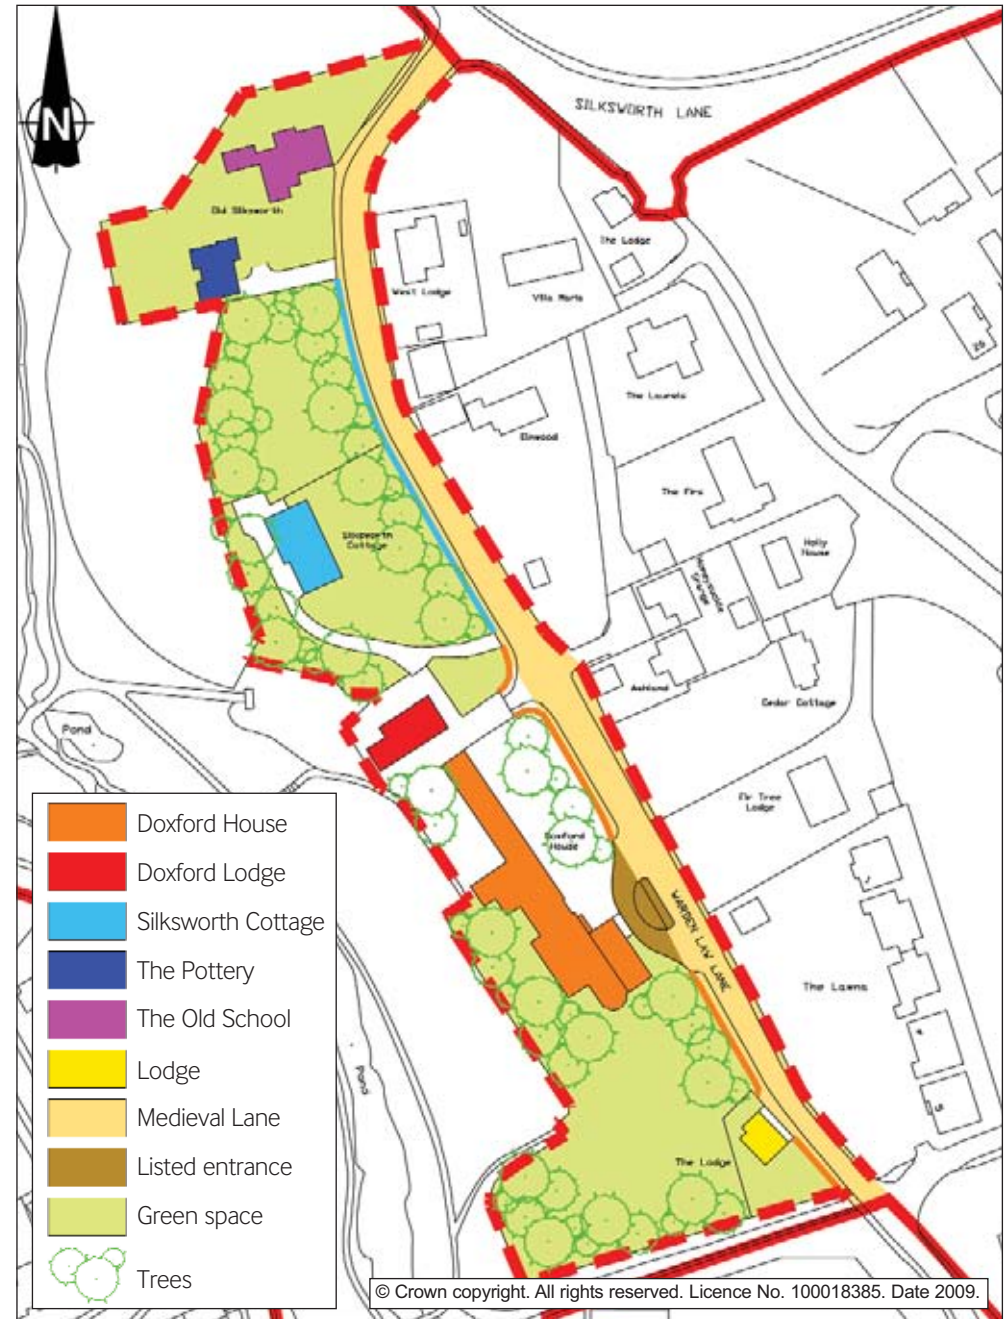 N
SILKSWORTH LANE
Old Silksworth
The Lodge
West Lodge
Villa Maria
26
The Laurels
Elmwood
The Firs
Silksworth
Cottage
Holly
House
Grange
Ashland
Cedar Cottage
Pond
Fir Tree
Lodge
Doxford
House
WARDEN LAW LANE
The Lawns
Pond
The Lodge
Doxford House
Doxford Lodge
Silksworth Cottage
The Pottery
The Old School
Lodge
Medieval Lane
Listed entrance
Green space
Trees
© Crown copyright. All rights reserved. Licence No. 100018385. Date 2009.